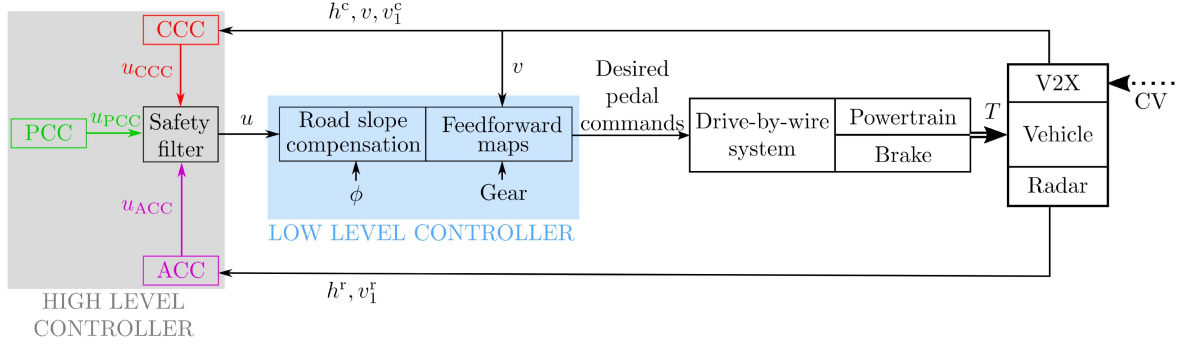 h^c, v, v_1^c
CCC
u_CCC
v
Desired
pedal
commands
V2X
CV
PCC
u_PCC
Safety
filter
u
Road slope
compensation
Feedforward
maps
Drive-by-wire
system
Powertrain
Brake
T
Vehicle
Radar
ϕ
Gear
u_ACC
LOW LEVEL CONTROLLER
ACC
h^r, v_1^r
HIGH LEVEL
CONTROLLER